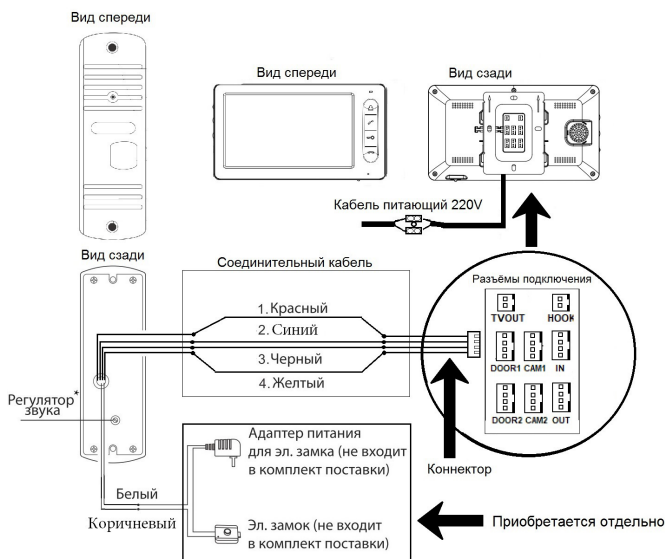 Вид спереди
Вид спереди
Вид сзади
Кабель питающий 220V
Вид сзади
Соединительный кабель
Разъёмы подключения
1. Красный
2. Синий
3. Черный
4. Желтый
TVOUT
HOOK
DOOR1 CAM1 IN
DOOR2 CAM2 OUT
Регулятор*
звука
Коннектор
Адаптер питания
для эл. замка (не входит
в комплект поставки)
Белый
Коричневый
Эл. замок (не входит
в комплект поставки)
Приобретается отдельно